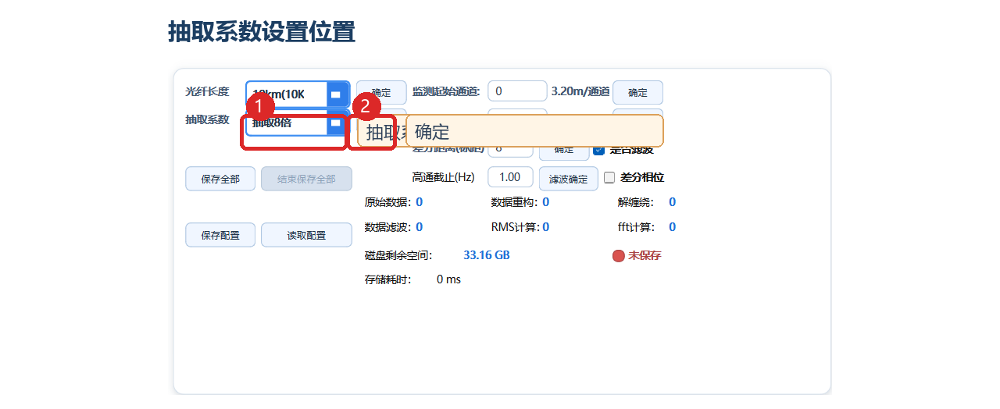 抽取系数设置位置
光纤长度 10km(10K 确定 监测起始通道: 0 3.20m/通道 确定
1 2
抽取系数 抽取8倍 抽取 确定
8 确定 是否滤波
保存全部 结束保存全部 高通截止(Hz) 1.00 滤波确定 差分相位
原始数据: 0 数据重构: 0 解缠绕: 0
保存配置 读取配置 数据滤波: 0 RMS计算: 0 fft计算: 0
磁盘剩余空间: 33.16 GB 未保存
存储耗时: 0 ms